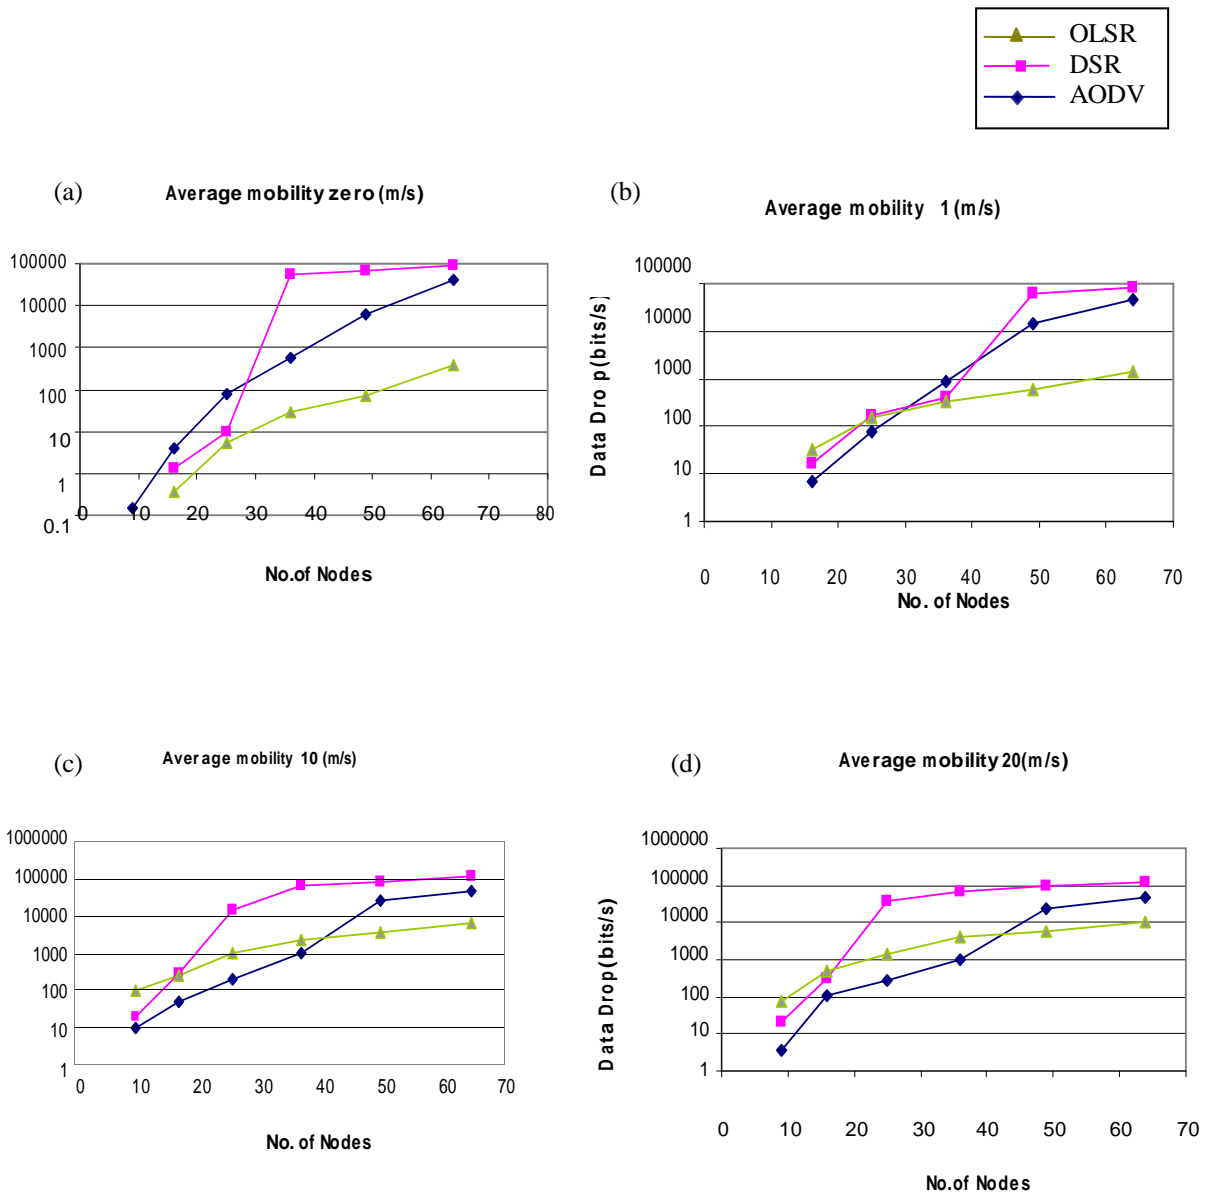 OLSR
DSR
AODV
(a) Average mobility zero (m/s)
100000
10000
1000
100
10
1
0.1
0 10 20 30 40 50 60 70 80
No.of Nodes
(b) Average mobility 1 (m/s)
Data Drop(bits/s)
100000
10000
1000
100
10
1
0 10 20 30 40 50 60 70
No. of Nodes
(c) Average mobility 10 (m/s)
1000000
100000
10000
1000
100
10
1
0 10 20 30 40 50 60 70
No. of Nodes
(d) Average mobility 20(m/s)
Data Drop(bits/s)
1000000
100000
10000
1000
100
10
1
0 10 20 30 40 50 60 70
No.of Nodes